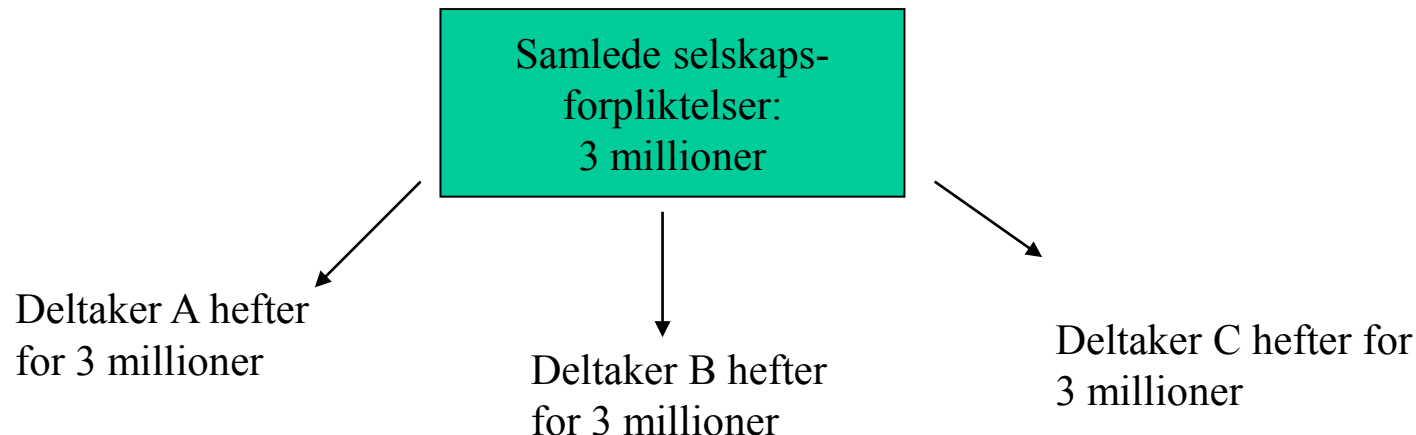 Samlede selskaps-
forpliktelser:
3 millioner
Deltaker A hefter
for 3 millioner
Deltaker B hefter
for 3 millioner
Deltaker C hefter for
3 millioner